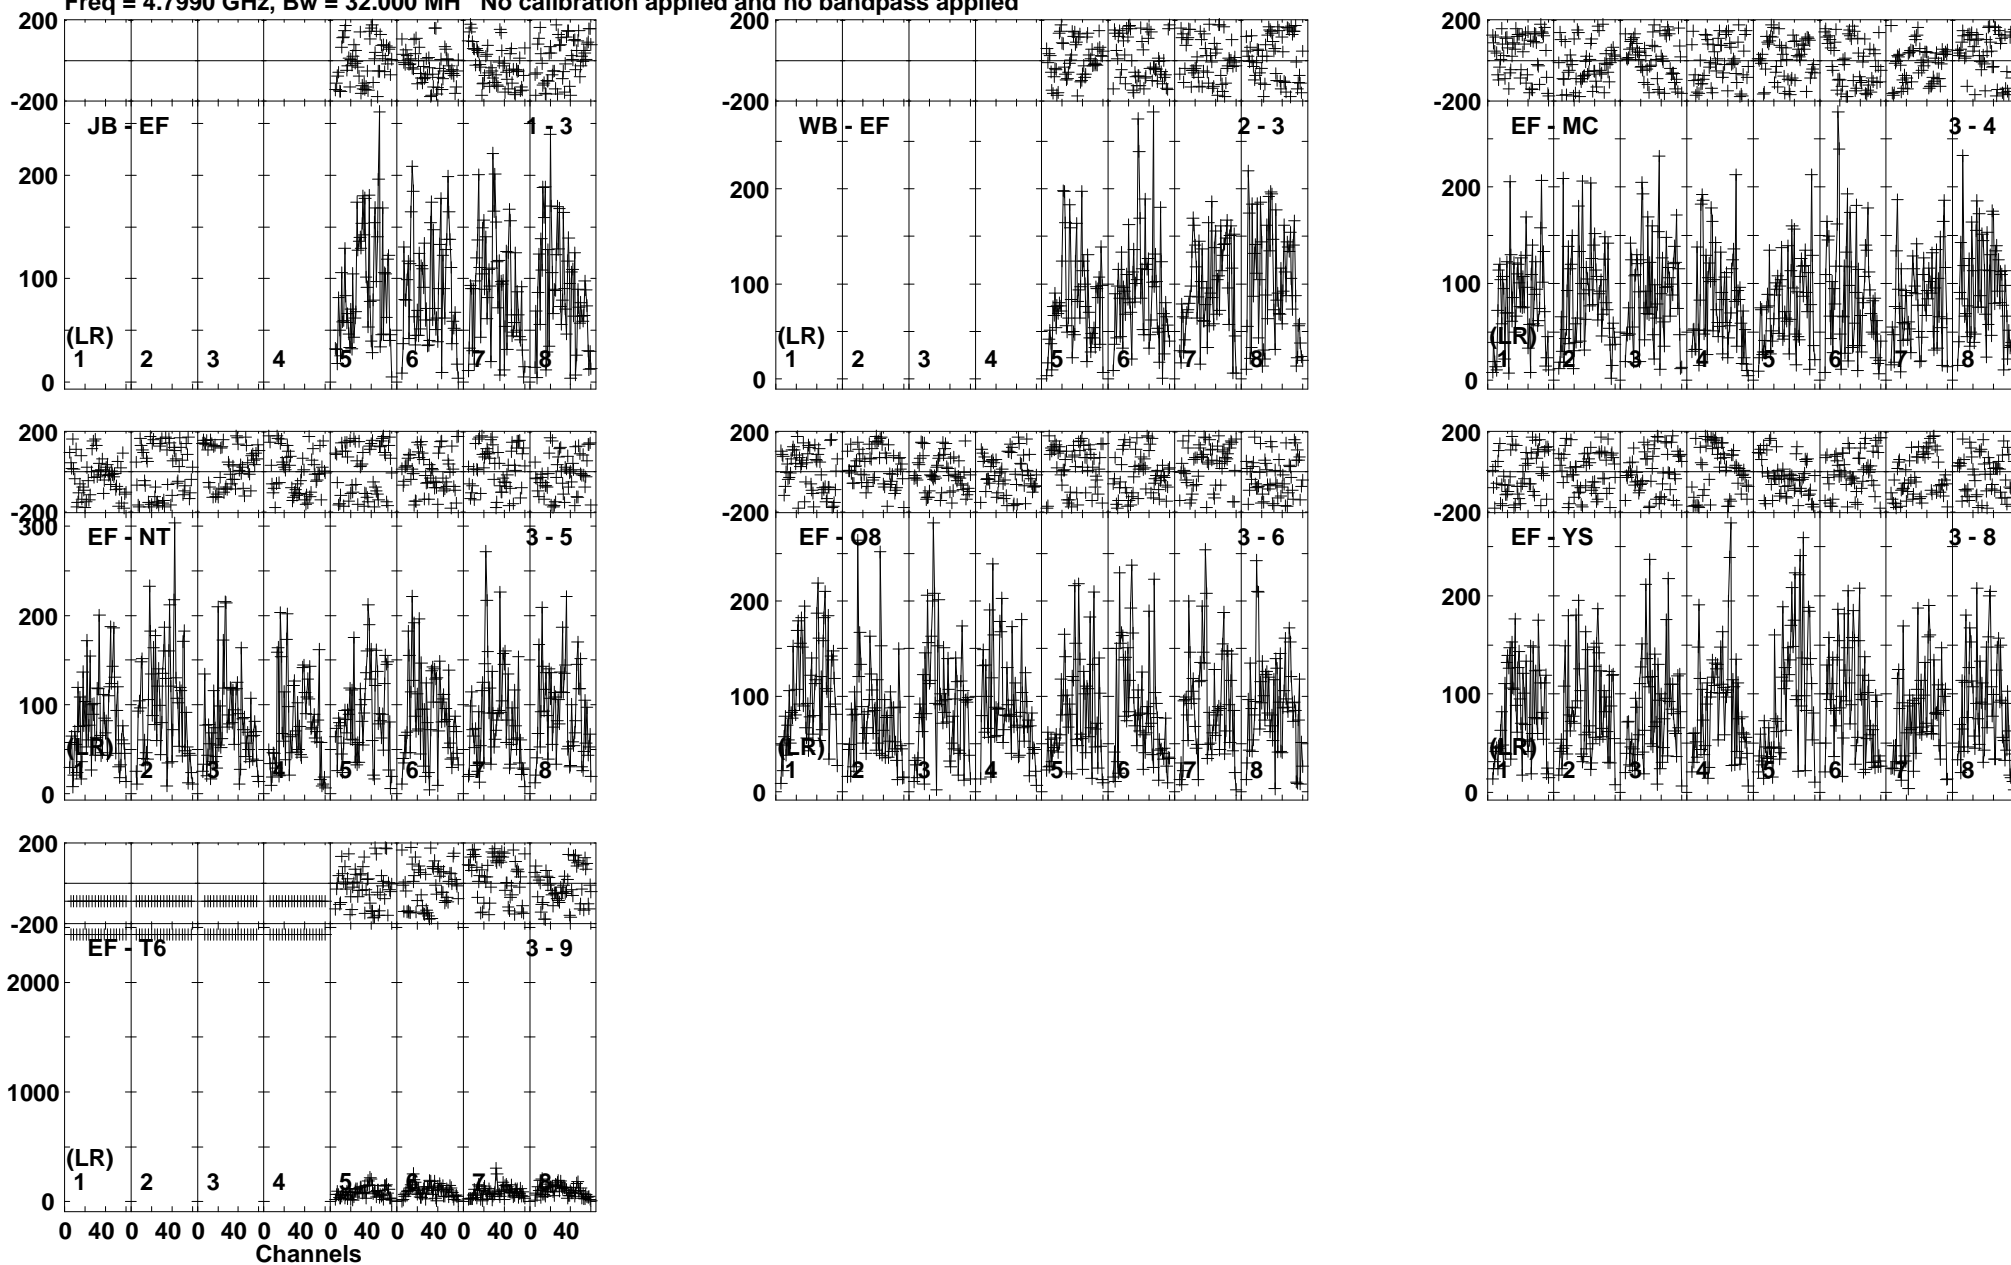 Freq = 4.7990 GHz, Bw = 32.000 MH No calibration applied and no bandpass applied
200 200 200
-200 -200 -200
JB - EF 1 - 3 WB - EF 2 - 3 EF - MC 3 - 4
200 200 200
100 100 100
(LR) (LR) (LR)
1 2 3 4 5 6 7 8 1 2 3 4 5 6 7 8 1 2 3 4 5 6 7 8
0 0 0
200 200 200
-200 -200 -200
300
EF - NT 3 - 5 EF - O8 3 - 6 EF - YS 3 - 8
200 200 200
100 100 100
(LR) (LR) (LR)
1 2 3 4 5 6 7 8 1 2 3 4 5 6 7 8 1 2 3 4 5 6 7 8
0 0 0
200
-200
EF - T6 3 - 9
2000
1000
(LR)
1 2 3 4 5 6 7 8
0
0 40 0 40 0 40 0 40 0 40 0 40 0 40 0 40
Channels